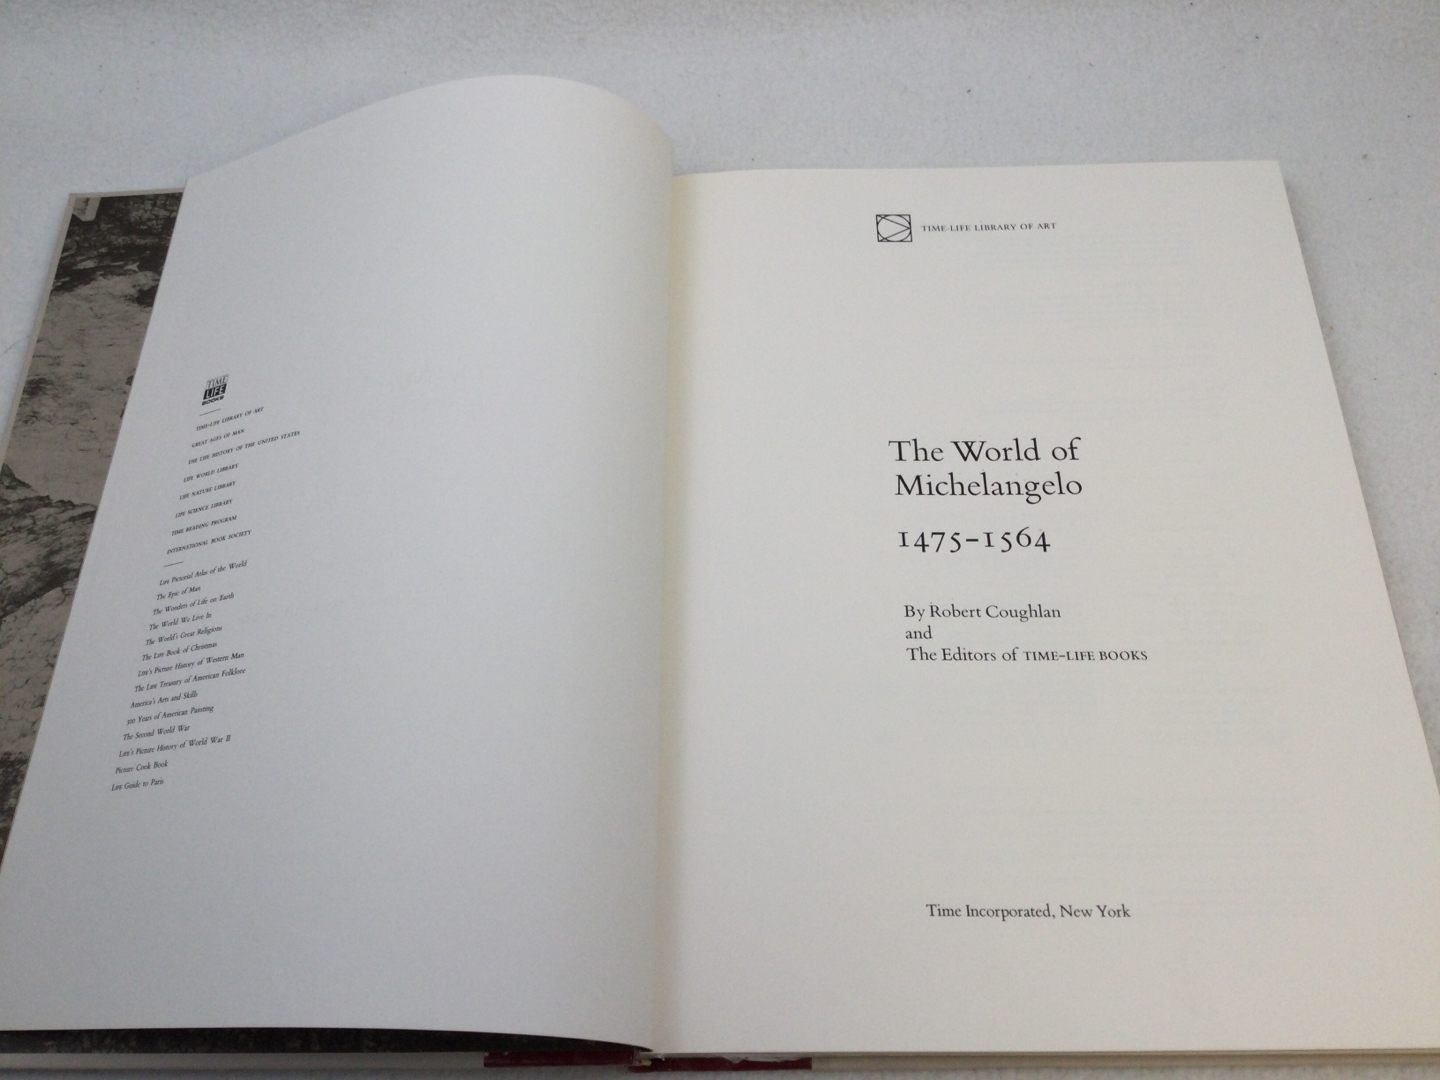 TIME
LIFE
BOOKS
TIME-LIFE LIBRARY OF ART
GREAT AGES OF MAN
THE LIFE HISTORY OF THE UNITED STATES
LIFE WORLD LIBRARY
LIFE NATURE LIBRARY
LIFE SCIENCE LIBRARY
TIME READING PROGRAM
INTERNATIONAL BOOK SOCIETY
Life Pictorial Atlas of the World
The Epic of Man
The Wonders of Life on Earth
The World We Live In
The World's Great Religions
The Life Book of Christmas
Life's Picture History of Western Man
The Life Treasury of American Folklore
America's Arts and Skills
300 Years of American Painting
The Second World War
Life's Picture History of World War II
Picture Cook Book
Life Guide to Paris
TIME-LIFE LIBRARY OF ART
The World of
Michelangelo
1475-1564
By Robert Coughlan
and
The Editors of TIME-LIFE BOOKS
Time Incorporated, New York